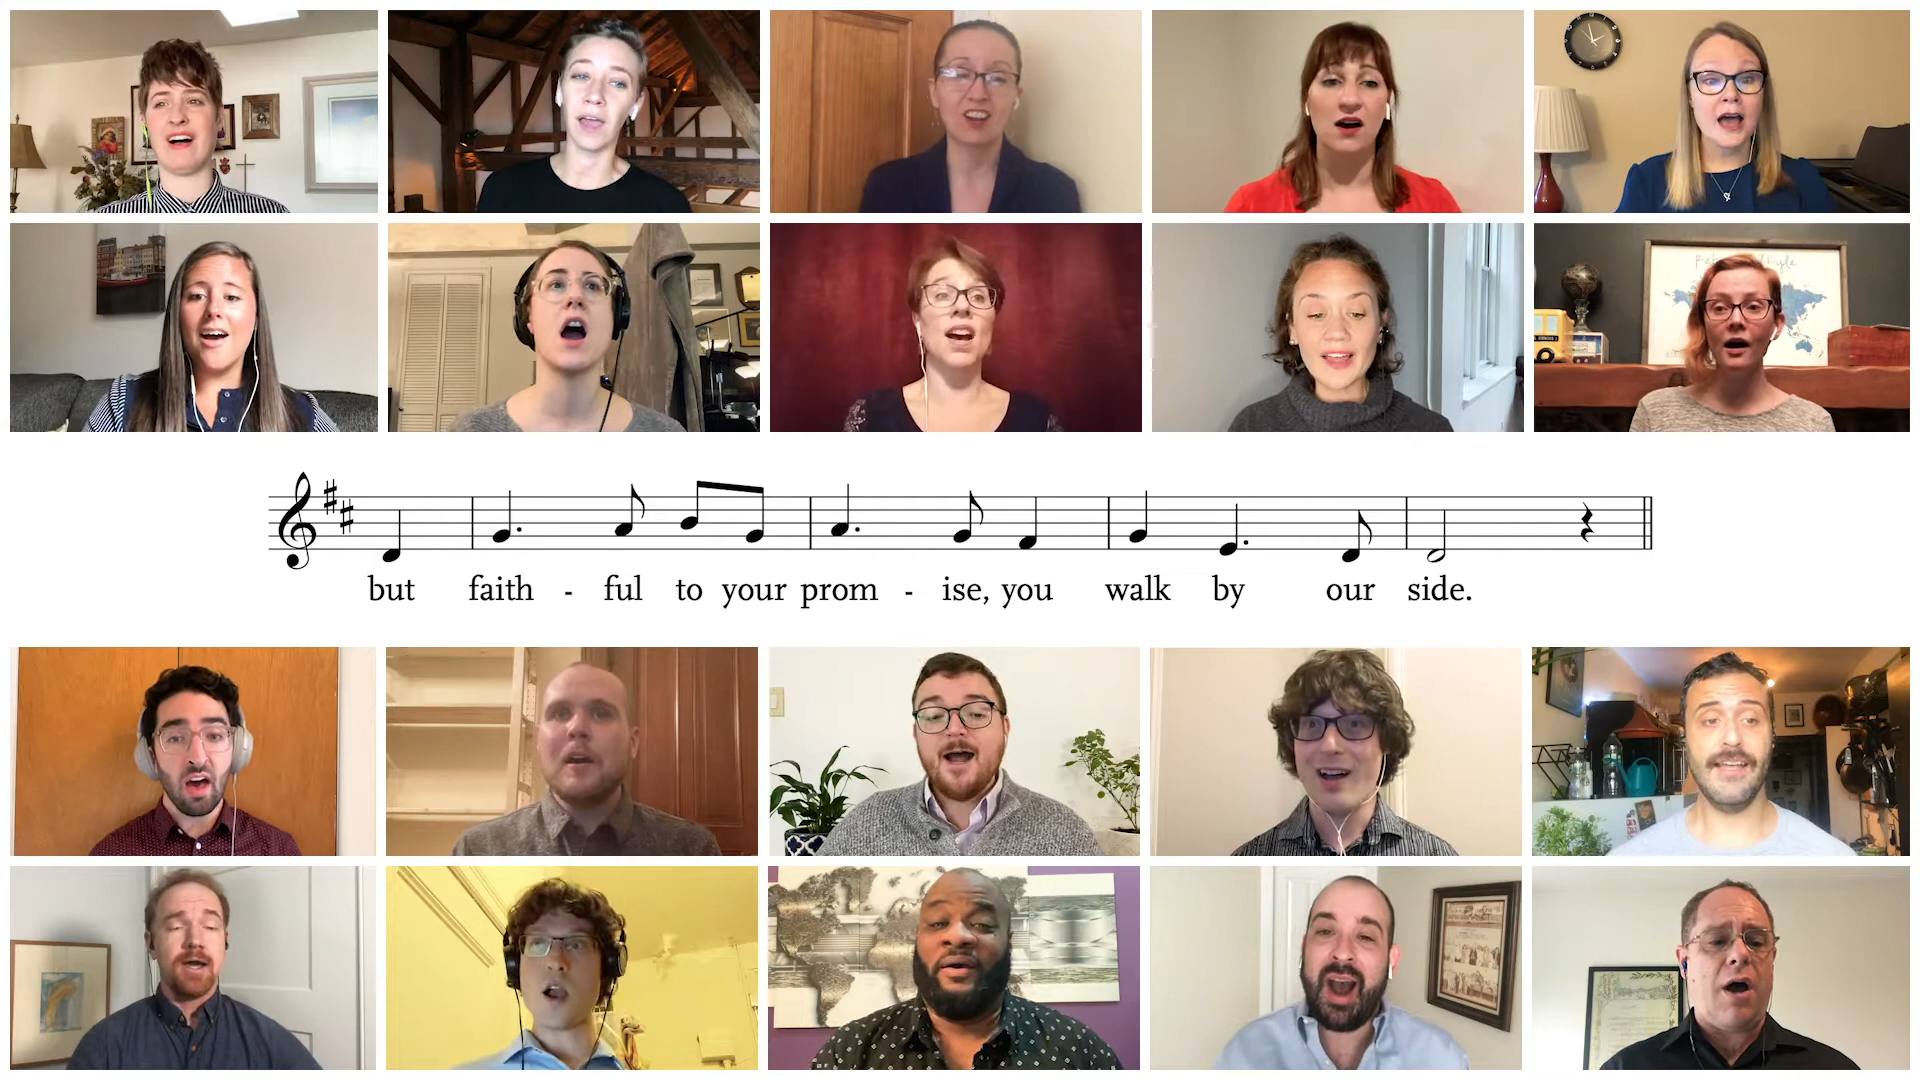 but faith - ful to your prom - ise, you walk by our side.